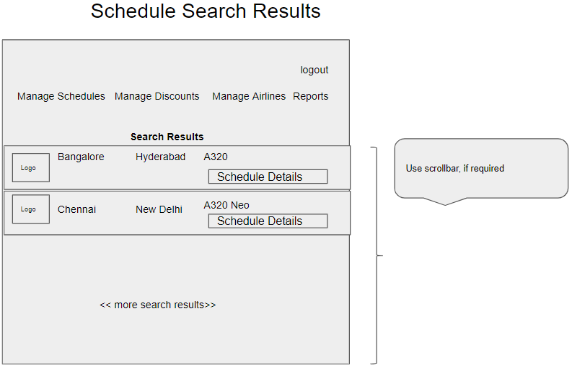 Schedule Search Results
logout
Manage Schedules Manage Discounts Manage Airlines Reports
Search Results
Logo Bangalore Hyderabad A320
Schedule Details
Logo Chennai New Delhi A320 Neo
Schedule Details
<< more search results>>
Use scrollbar, if required